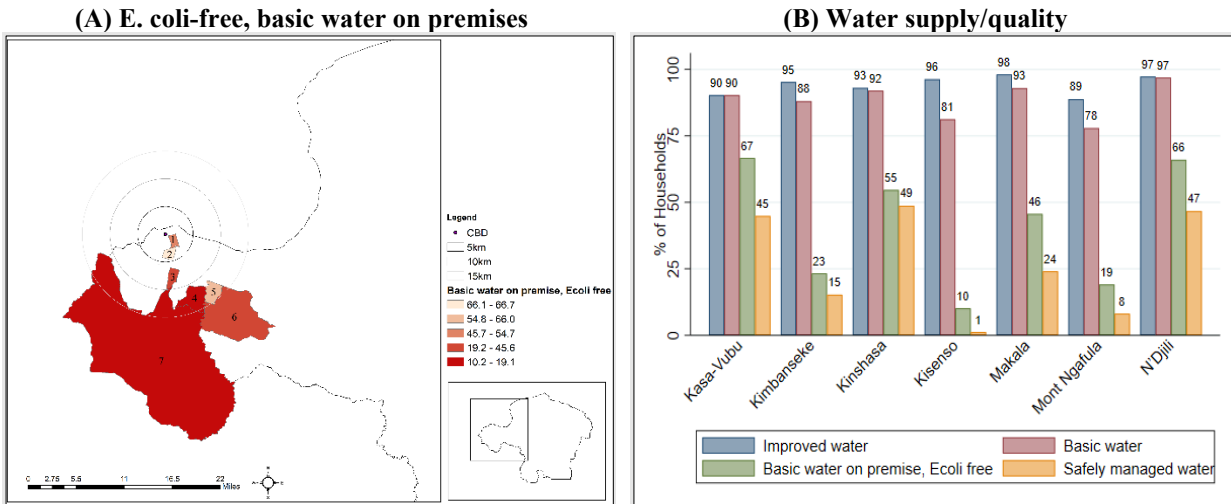 (A) E. coli-free, basic water on premises
1
2
3
4
5
6
7
Legend
CBD
5km
10km
15km
Basic water on premise, Ecoli free
66.1 - 66.7
54.8 - 66.0
45.7 - 54.7
19.2 - 45.6
10.2 - 19.1
0 2.75 5.5 11 16.5 22
Miles
(B) Water supply/quality
% of Households
100
75
50
25
0
90 90 67 45
95 88 23 15
93 92 55 49
96 81 10 1
98 93 46 24
89 78 19 8
97 97 66 47
Kasa-Vubu
Kimbanseke
Kinshasa
Kisenso
Makala
Mont Ngafula
N'Djili
Improved water
Basic water
Basic water on premise, Ecoli free
Safely managed water